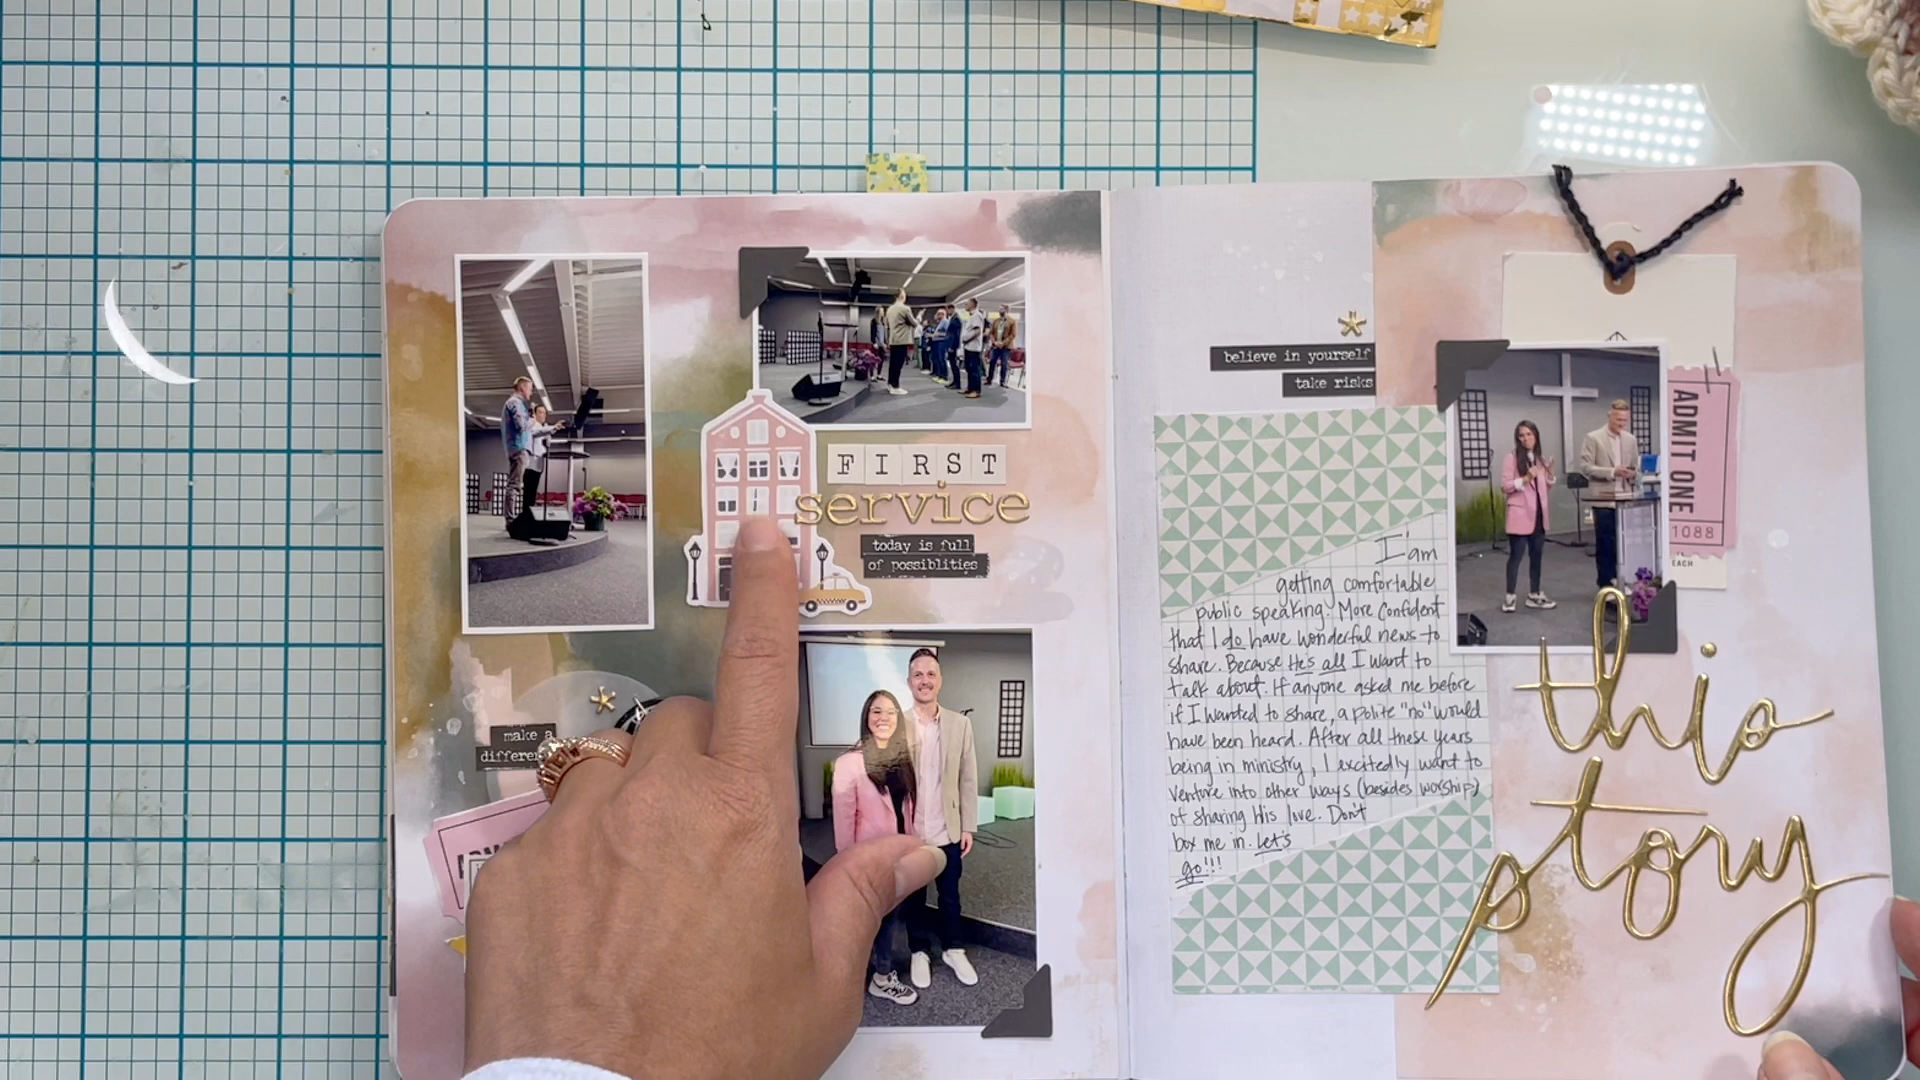 FIRST
service
today is full
of possiblities
make a
ADMIT ONE
1088
EACH
believe in yourself
take risks
I'am
getting comfortable
public speaking. More Confident
that I do have wonderful news to
share. Because He's all I want to
talk about. If anyone asked me before
if I wanted to share, a polite "no" would
have been heard. After all these years
being in ministry, I excitedly want to
venture into other ways (besides worship)
of sharing His love. Don't
box me in. Let's
go!!!
this
story